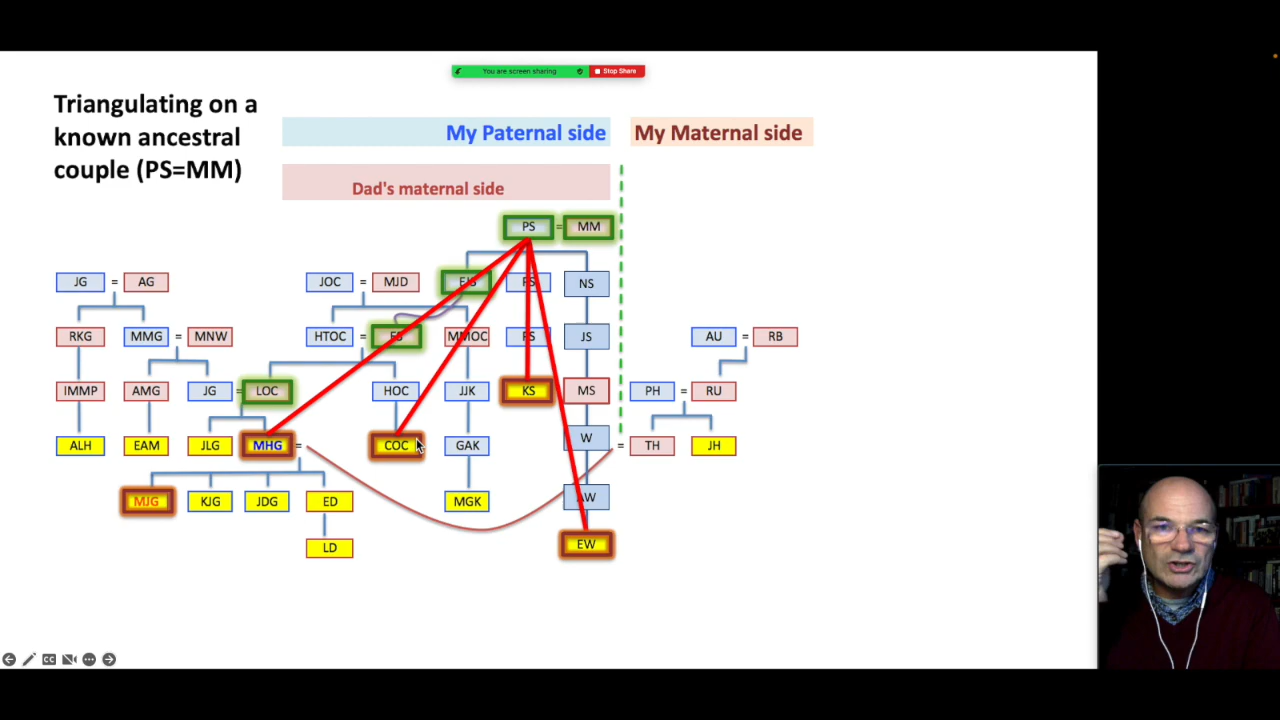 You are screen sharing
Stop Share
Triangulating on a
known ancestral
couple (PS=MM)
My Paternal side
My Maternal side
Dad's maternal side
PS = MM
JG = AG
JOC = MJD
NS
RKG
MMG = MNW
HTOC =
MMOC
JS
AU = RB
IMMP
AMG
JG = LOC
HOC
JJK
KS
MS
PH = RU
ALH
EAM
JLG
MHG =
COC
GAK
W
= TH
JH
MJG
KJG
JDG
ED
MGK
AW
LD
EW
CC